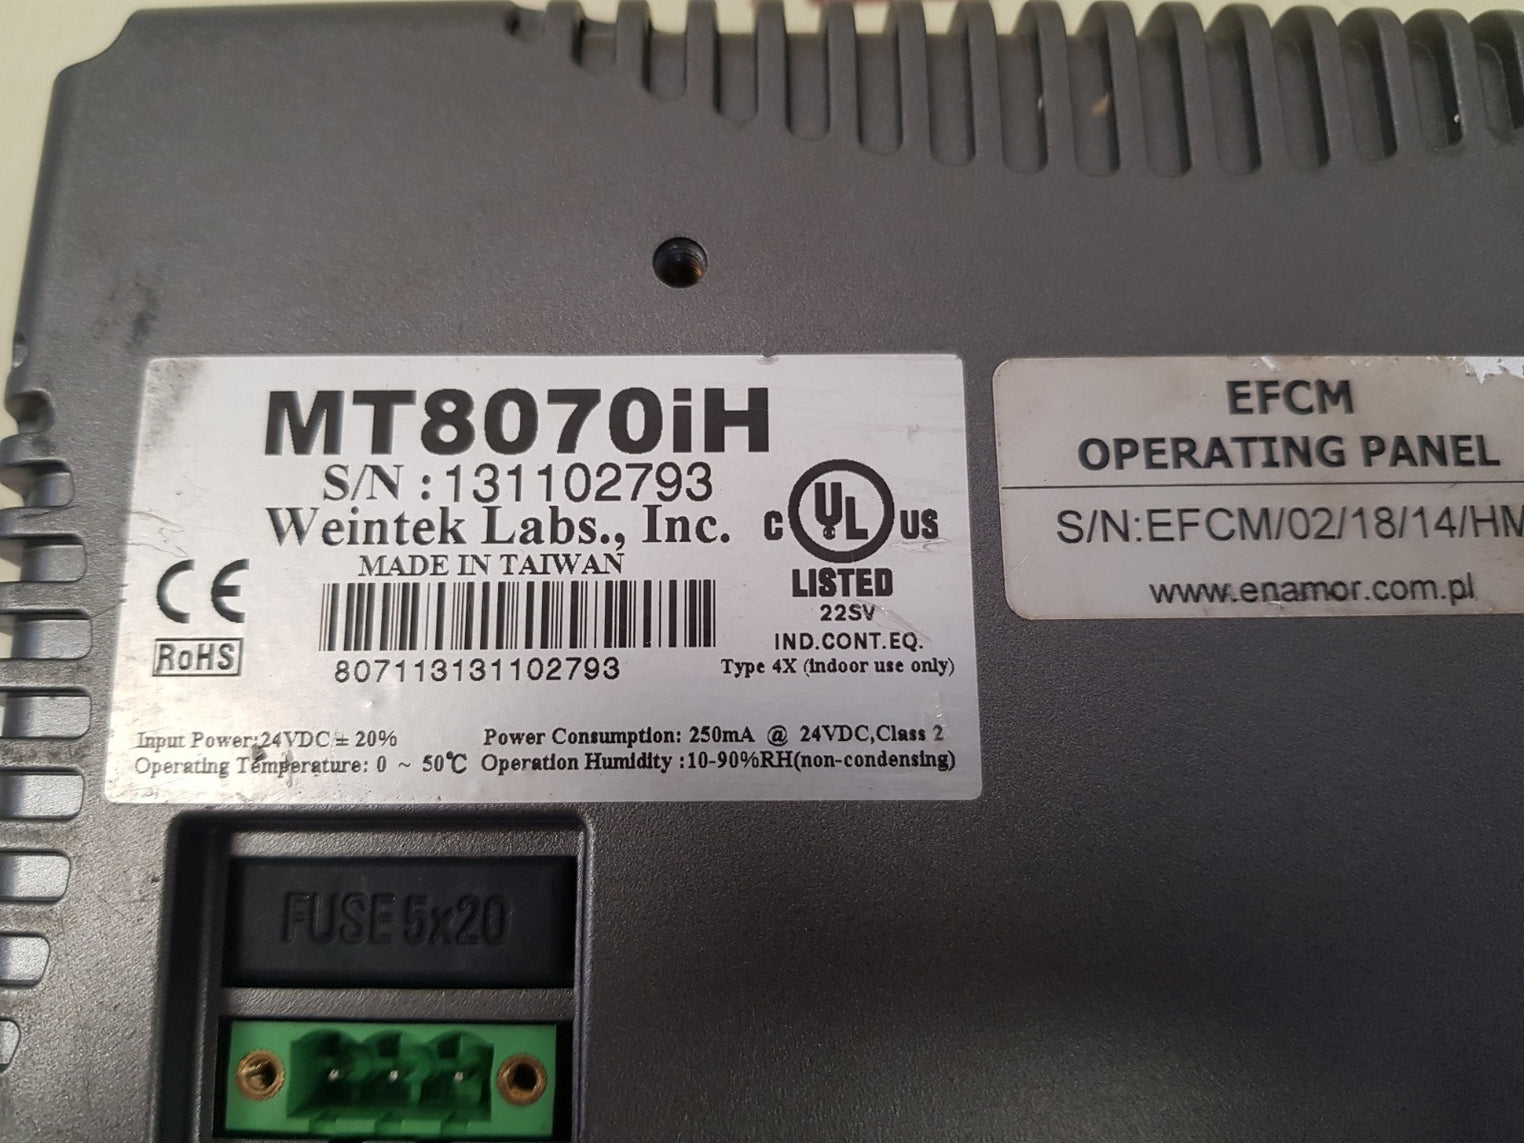 MT8070iH
S/N :131102793
Weintek Labs., Inc.
MADE IN TAIWAN
CE
RoHS
807113131102793
C UL US
LISTED
22SV
IND.CONT.EQ.
Type 4X (indoor use only)
Input Power:24VDC ± 20%
Power Consumption: 250mA @ 24VDC,Class 2
Operating Temperature: 0 ~ 50℃
Operation Humidity :10-90%RH(non-condensing)
EFCM
OPERATING PANEL
S/N:EFCM/02/18/14/HM
www.enamor.com.pl
FUSE 5x20